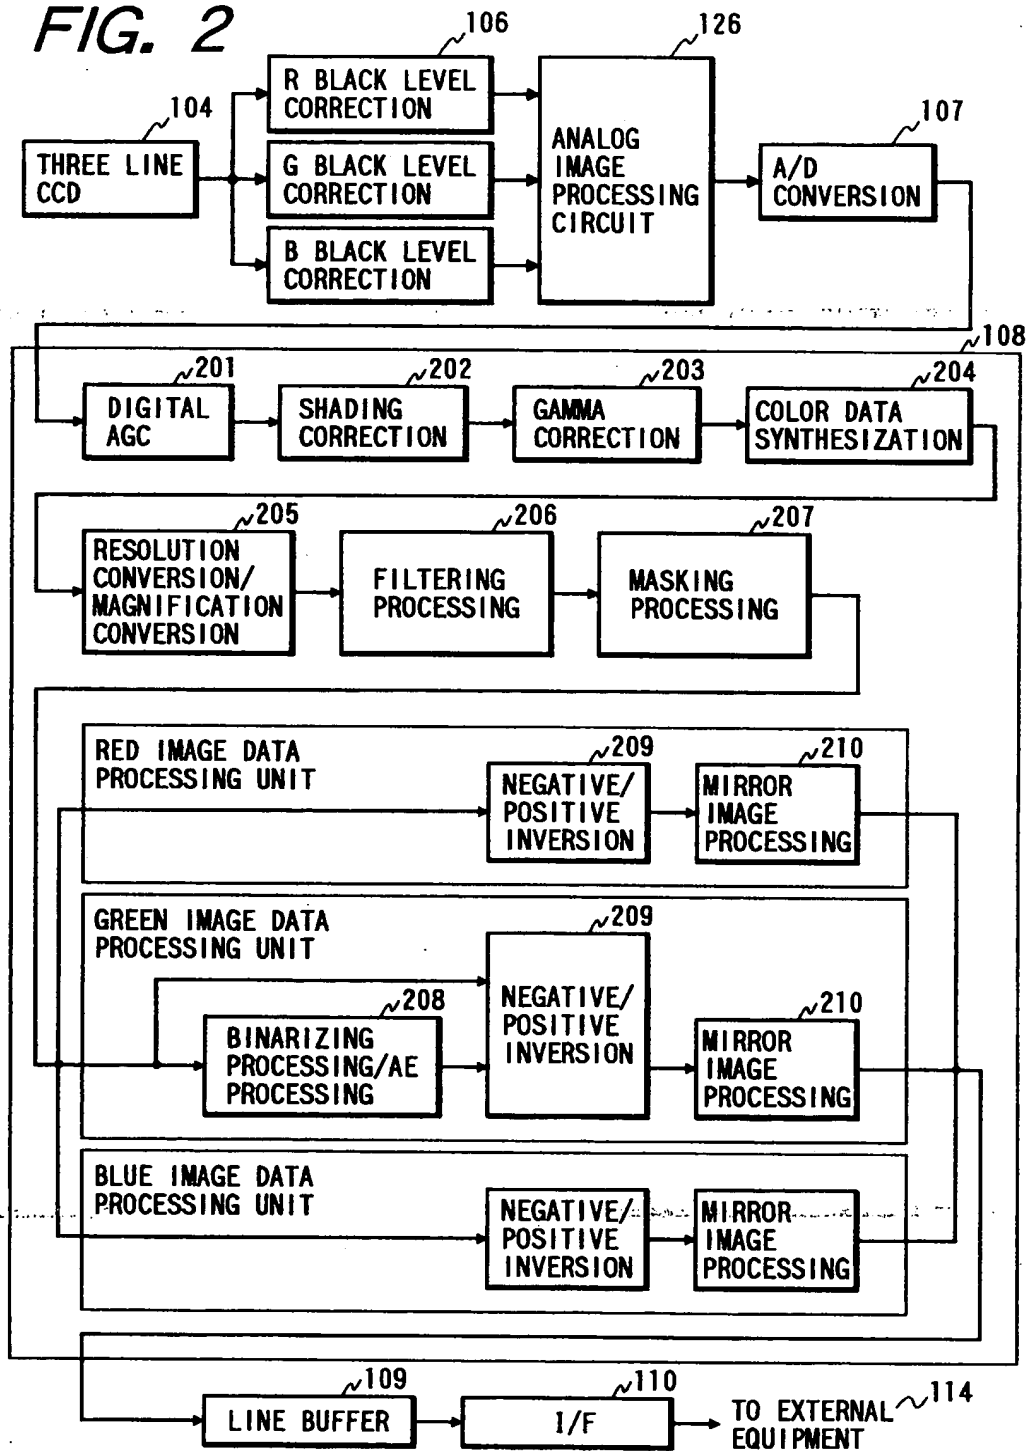 FIG. 2
106
126
R BLACK LEVEL
CORRECTION
104
107
THREE LINE
CCD
G BLACK LEVEL
CORRECTION
ANALOG
IMAGE
PROCESSING
CIRCUIT
A/D
CONVERSION
B BLACK LEVEL
CORRECTION
108
201
202
203
204
DIGITAL
AGC
SHADING
CORRECTION
GAMMA
CORRECTION
COLOR DATA
SYNTHESIZATION
205
206
207
RESOLUTION
CONVERSION/
MAGNIFICATION
CONVERSION
FILTERING
PROCESSING
MASKING
PROCESSING
RED IMAGE DATA
PROCESSING UNIT
209
210
NEGATIVE/
POSITIVE
INVERSION
MIRROR
IMAGE
PROCESSING
GREEN IMAGE DATA
PROCESSING UNIT
209
208
210
BINARIZING
PROCESSING/AE
PROCESSING
NEGATIVE/
POSITIVE
INVERSION
MIRROR
IMAGE
PROCESSING
BLUE IMAGE DATA
PROCESSING UNIT
NEGATIVE/
POSITIVE
INVERSION
MIRROR
IMAGE
PROCESSING
109
110
114
LINE BUFFER
I/F
TO EXTERNAL
EQUIPMENT